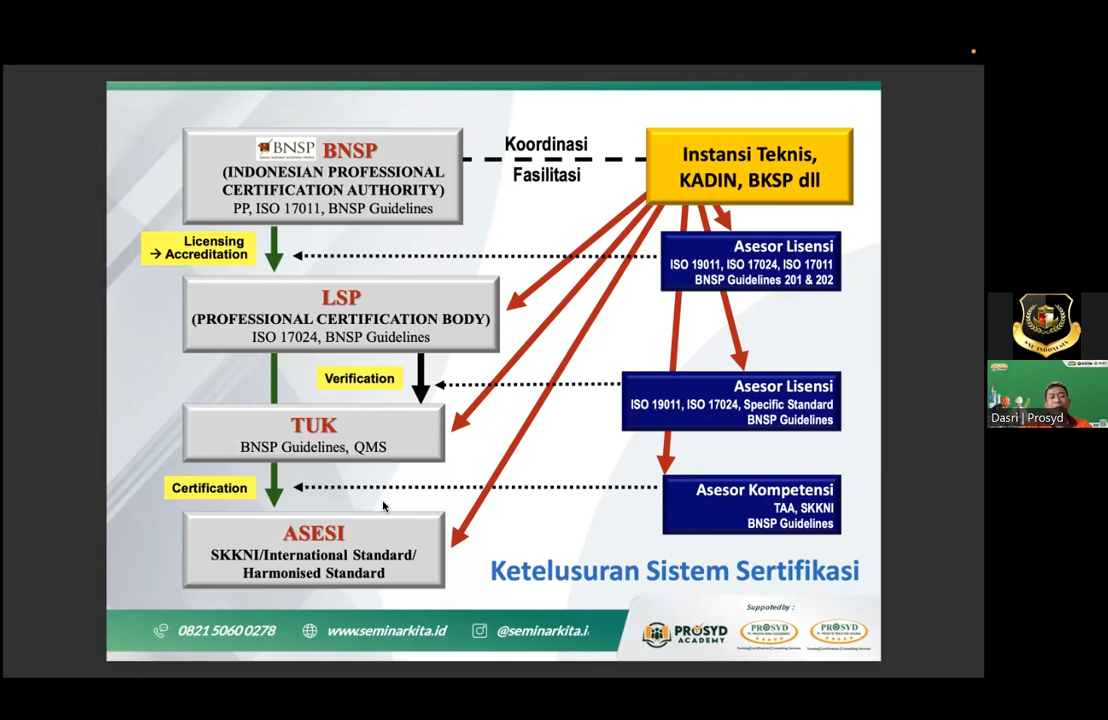 BNSP BNSP
(INDONESIAN PROFESSIONAL
CERTIFICATION AUTHORITY)
PP, ISO 17011, BNSP Guidelines
Koordinasi
Fasilitati
Instansi Teknis,
KADIN, BKSP dll
Licensing
→ Accreditation
Asesor Lisensi
ISO 19011, ISO 17024, ISO 17011
BNSP Guidelines 201 & 202
LSP
(PROFESSIONAL CERTIFICATION BODY)
ISO 17024, BNSP Guidelines
Verification
Asesor Lisensi
ISO 19011, ISO 17024, Specific Standard
BNSP Guidelines
TUK
BNSP Guidelines, QMS
Certification
Asesor Kompetensi
TAA, SKKNI
BNSP Guidelines
ASESI
SKKNI/International Standard/
Harmonised Standard
Ketelusuran Sistem Sertifikasi
0821 5060 0278 www.seminarkita.id @seminarkita.i
Suppoted by :
PROSYD
ACADEMY
PROSYD
PROSYD
Dasri | Prosyd